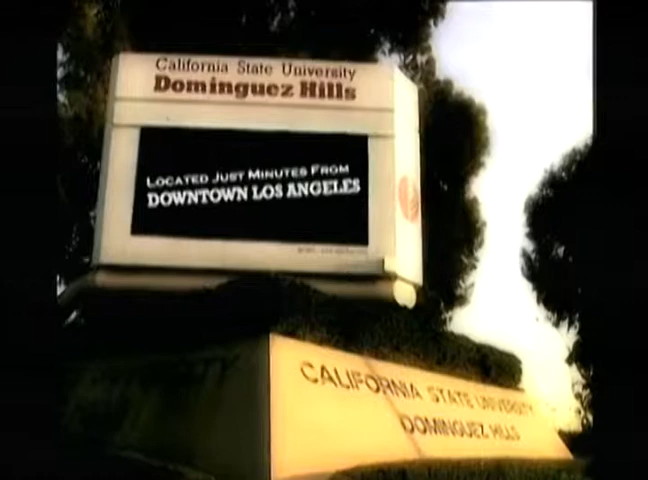 California State University
Dominguez Hills
LOCATED JUST MINUTES FROM
DOWNTOWN LOS ANGELES
CALIFORNIA STATE UNIVERSITY
DOMINGUEZ HILLS